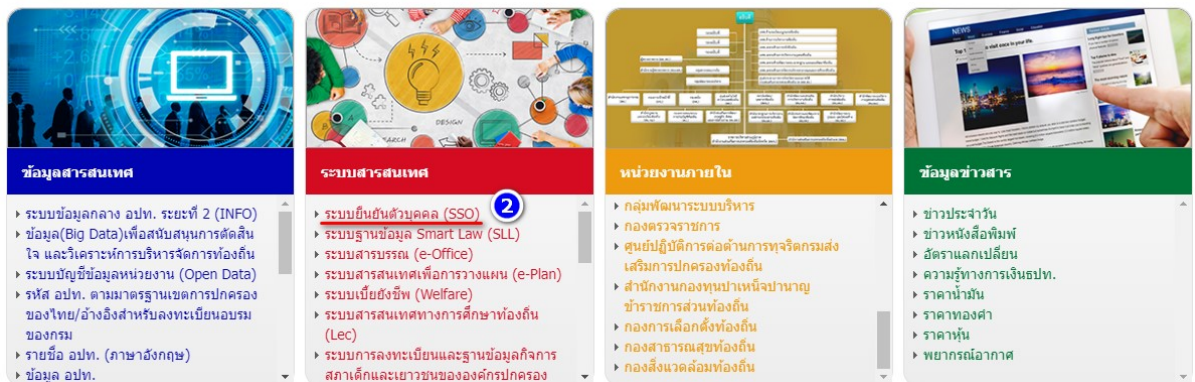 NEWS
SEARCH
DESIGN
ข้อมูลสารสนเทศ
ระบบข้อมูลกลาง อปท. ระยะที่ 2 (INFO)
ข้อมูล(Big Data)เพื่อสนับสนุนการตัดสิน
ใจ และวิเคราะห์การบริหารจัดการท้องถิ่น
ระบบบัญชีข้อมูลหน่วยงาน (Open Data)
รหัส อปท. ตามมาตรฐานเขตการปกครอง
ของไทย/อ้างอิงสำหรับลงทะเบียนอบรม
ของกรม
รายชื่อ อปท. (ภาษาอังกฤษ)
ข้อมูล อปท.
ระบบสารสนเทศ
ระบบยืนยันตัวบุคคล (SSO) 2
ระบบฐานข้อมูล Smart Law (SLL)
ระบบสารบรรณ (e-Office)
ระบบสารสนเทศเพื่อการวางแผน (e-Plan)
ระบบเบี้ยยังชีพ (Welfare)
ระบบสารสนเทศทางการศึกษาท้องถิ่น
(Lec)
ระบบการลงทะเบียนและฐานข้อมูลกิจการ
สภาเด็กและเยาวชนขององค์กรปกครอง
หน่วยงานภายใน
กลุ่มพัฒนาระบบบริหาร
กองตรวจราชการ
ศูนย์ปฏิบัติการต่อต้านการทุจริตกรมส่ง
เสริมการปกครองท้องถิ่น
สำนักงานกองทุนบำเหน็จบำนาญ
ข้าราชการส่วนท้องถิ่น
กองการเลือกตั้งท้องถิ่น
กองสาธารณสุขท้องถิ่น
กองสิ่งแวดล้อมท้องถิ่น
ข้อมูลข่าวสาร
ข่าวประจำวัน
ข่าวหนังสือพิมพ์
อัตราแลกเปลี่ยน
ความรู้ทางการเงินธปท.
ราคาน้ำมัน
ราคาทองคำ
ราคาหุ้น
พยากรณ์อากาศ